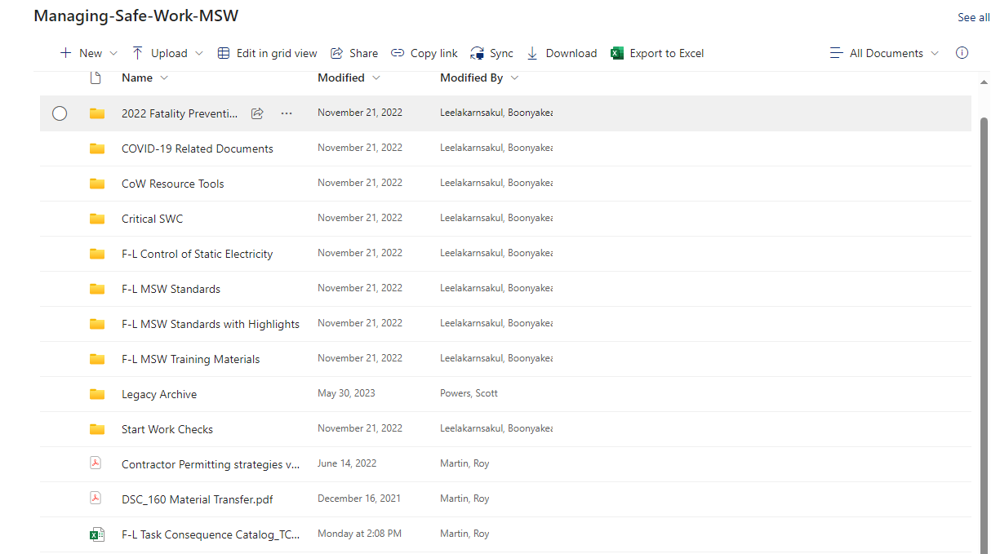 Managing-Safe-Work-MSW
See all
New Upload Edit in grid view Share Copy link Sync Download Export to Excel All Documents
Name Modified Modified By
2022 Fatality Preventi... November 21, 2022 Leelakarnsakul, Boonyakea
COVID-19 Related Documents November 21, 2022 Leelakarnsakul, Boonyakea
CoW Resource Tools November 21, 2022 Leelakarnsakul, Boonyakea
Critical SWC November 21, 2022 Leelakarnsakul, Boonyakea
F-L Control of Static Electricity November 21, 2022 Leelakarnsakul, Boonyakea
F-L MSW Standards November 21, 2022 Leelakarnsakul, Boonyakea
F-L MSW Standards with Highlights November 21, 2022 Leelakarnsakul, Boonyakea
F-L MSW Training Materials November 21, 2022 Leelakarnsakul, Boonyakea
Legacy Archive May 30, 2023 Powers, Scott
Start Work Checks November 21, 2022 Leelakarnsakul, Boonyakea
Contractor Permitting strategies v... June 14, 2022 Martin, Roy
DSC_160 Material Transfer.pdf December 16, 2021 Martin, Roy
F-L Task Consequence Catalog_TC... Monday at 2:08 PM Martin, Roy